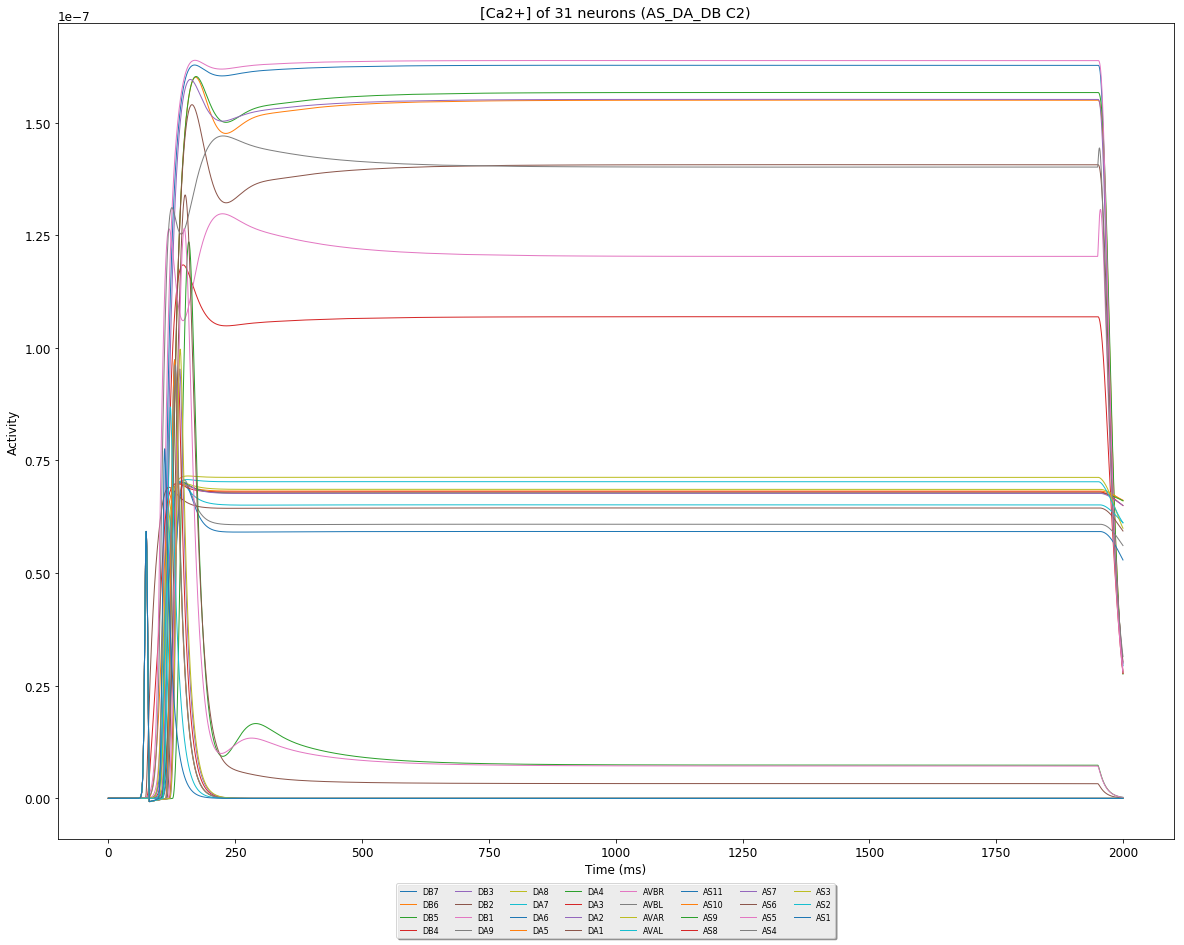 [Ca2+] of 31 neurons (AS_DA_DB C2)
1e−7
1.50
1.25
1.00
0.75
0.50
0.25
0.00
Activity
0 250 500 750 1000 1250 1500 1750 2000
Time (ms)
DB7 DB3 DA8 DA4 AVBR AS11 AS7 AS3
DB6 DB2 DA7 DA3 AVBL AS10 AS6 AS2
DB5 DB1 DA6 DA2 AVAR AS9 AS5 AS1
DB4 DA9 DA5 DA1 AVAL AS8 AS4